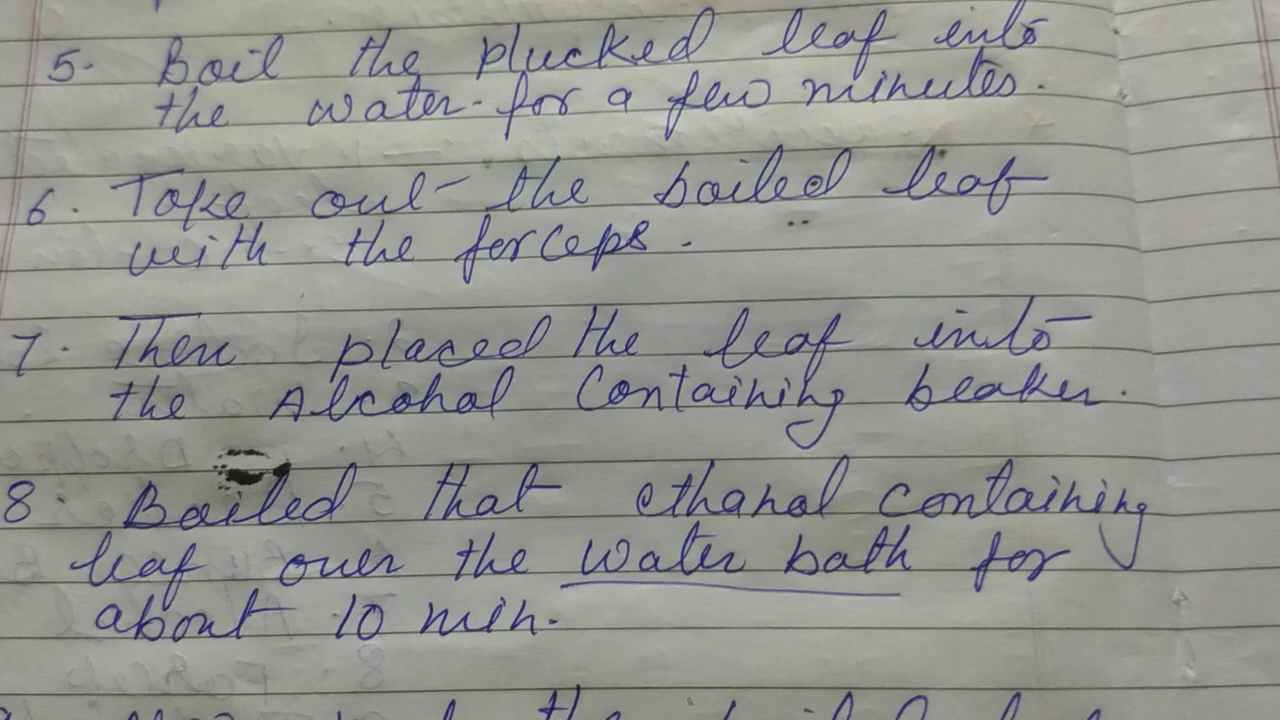 5. Boil the plucked leaf into
the water for a few minutes.
6. Take out the boiled leaf
with the forceps.
7. Then placed the leaf into
the Alcohal Containing beaker.
8. Boiled that ethanol containing
leaf over the water bath for
about 10 min.
the